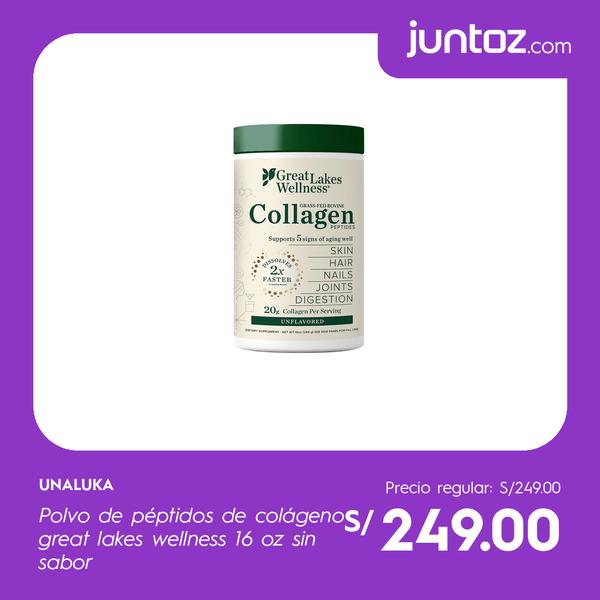 juntoz.com
Great Lakes
Wellness®
GRASS-FED BOVINE
Collagen
PEPTIDES
Supports 5 signs of aging well
SKIN
HAIR
NAILS
JOINTS
DIGESTION
DISSOLVES
2x
FASTER
20g Collagen Per Serving
UNFLAVORED
UNALUKA
Polvo de péptidos de colágeno
great lakes wellness 16 oz sin
sabor
Precio regular: S/249.00
S/ 249.00